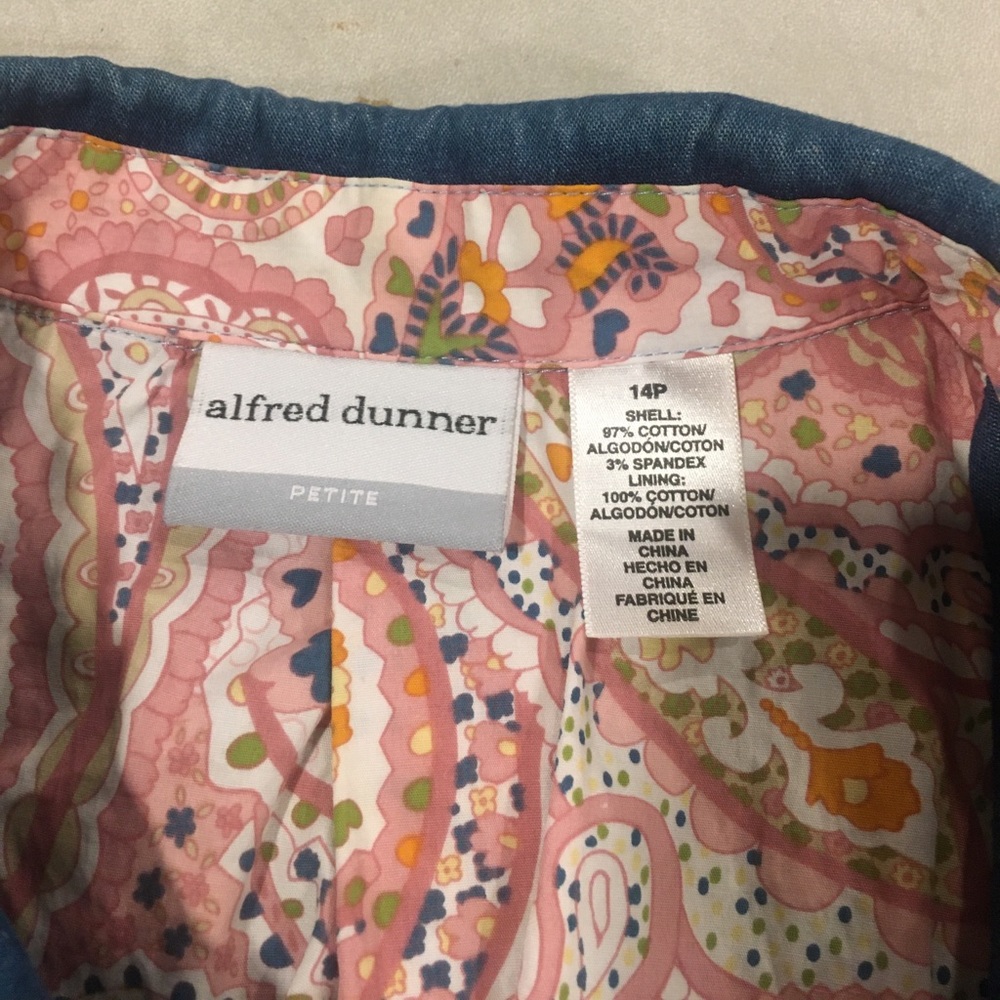 alfred dunner
PETITE
14P
SHELL:
97% COTTON/
ALGODÓN/COTON
3% SPANDEX
LINING:
100% COTTON/
ALGODÓN/COTON
MADE IN
CHINA
HECHO EN
CHINA
FABRIQUÉ EN
CHINE